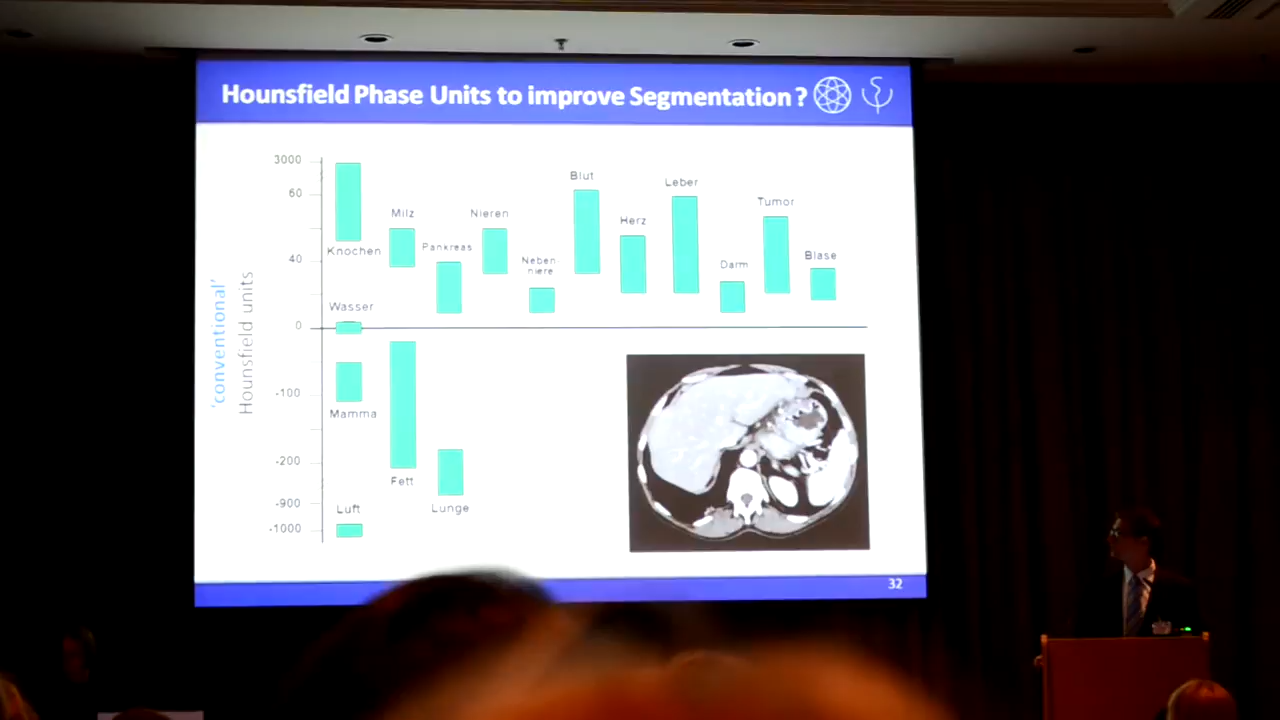 Hounsfield Phase Units to improve Segmentation ?
'conventional'
Hounsfield units
3000
60
40
0
-100
-200
-900
-1000
Knochen
Milz
Pankreas
Nieren
Neben
niere
Blut
Herz
Leber
Darm
Tumor
Blase
Wasser
Mamma
Fett
Lunge
Luft
32